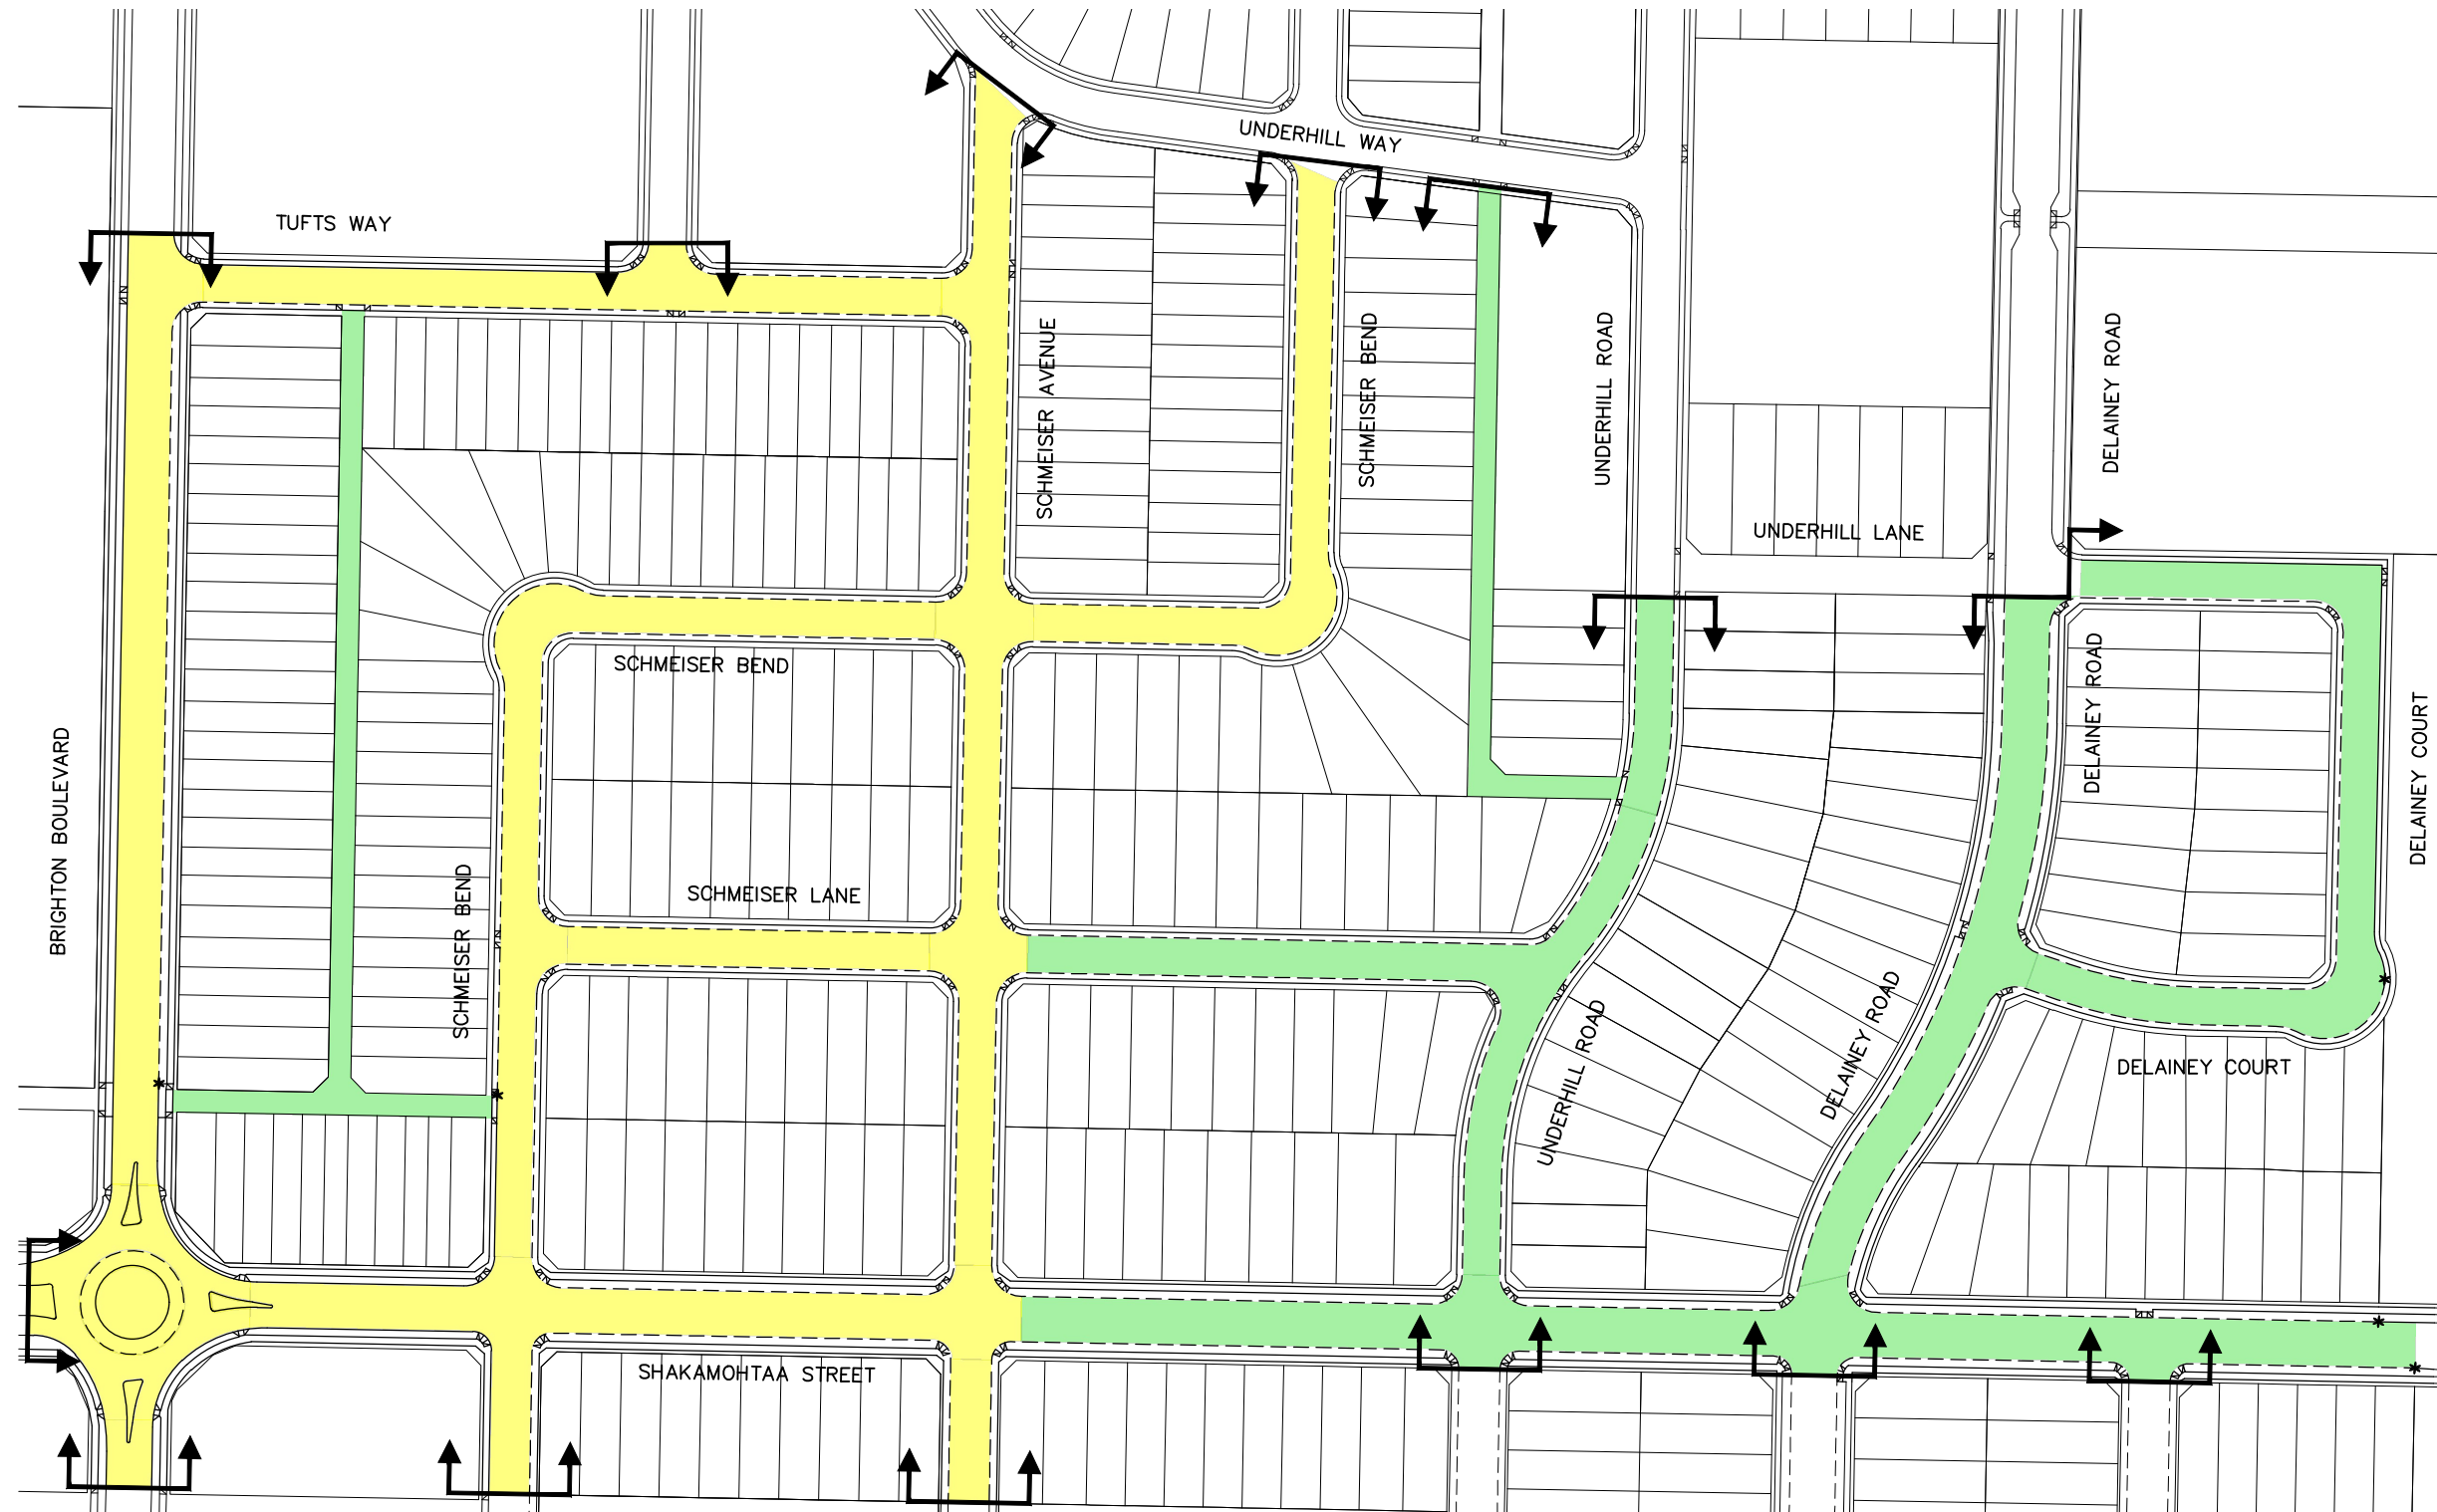 UNDERHILL WAY
TUFTS WAY
SCHMEISER AVENUE
SCHMEISER BEND
UNDERHILL ROAD
DELAINEY ROAD
UNDERHILL LANE
SCHMEISER BEND
DELAINEY ROAD
DELAINEY COURT
BRIGHTON BOULEVARD
SCHMEISER BEND
SCHMEISER LANE
UNDERHILL ROAD
DELAINEY ROAD
DELAINEY COURT
SHAKAMOHTAA STREET